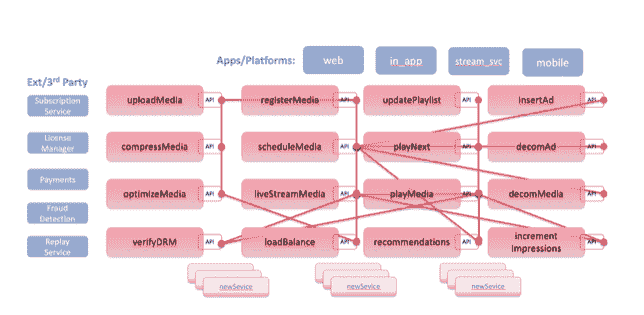 Apps/Platforms:
web
in_app
stream_svc
mobile
Ext/3rd Party
Subscription
Service
License
Manager
Payments
Fraud
Detection
Replay
Service
uploadMedia
API
registerMedia
API
updatePlaylist
API
insertAd
API
compressMedia
API
scheduleMedia
API
playNext
API
decomAd
API
optimizeMedia
API
liveStreamMedia
API
playMedia
API
decomMedia
API
verifyDRM
API
loadBalance
API
recommendations
API
increment
Impressions
API
newSevice
newSevice
newSevice